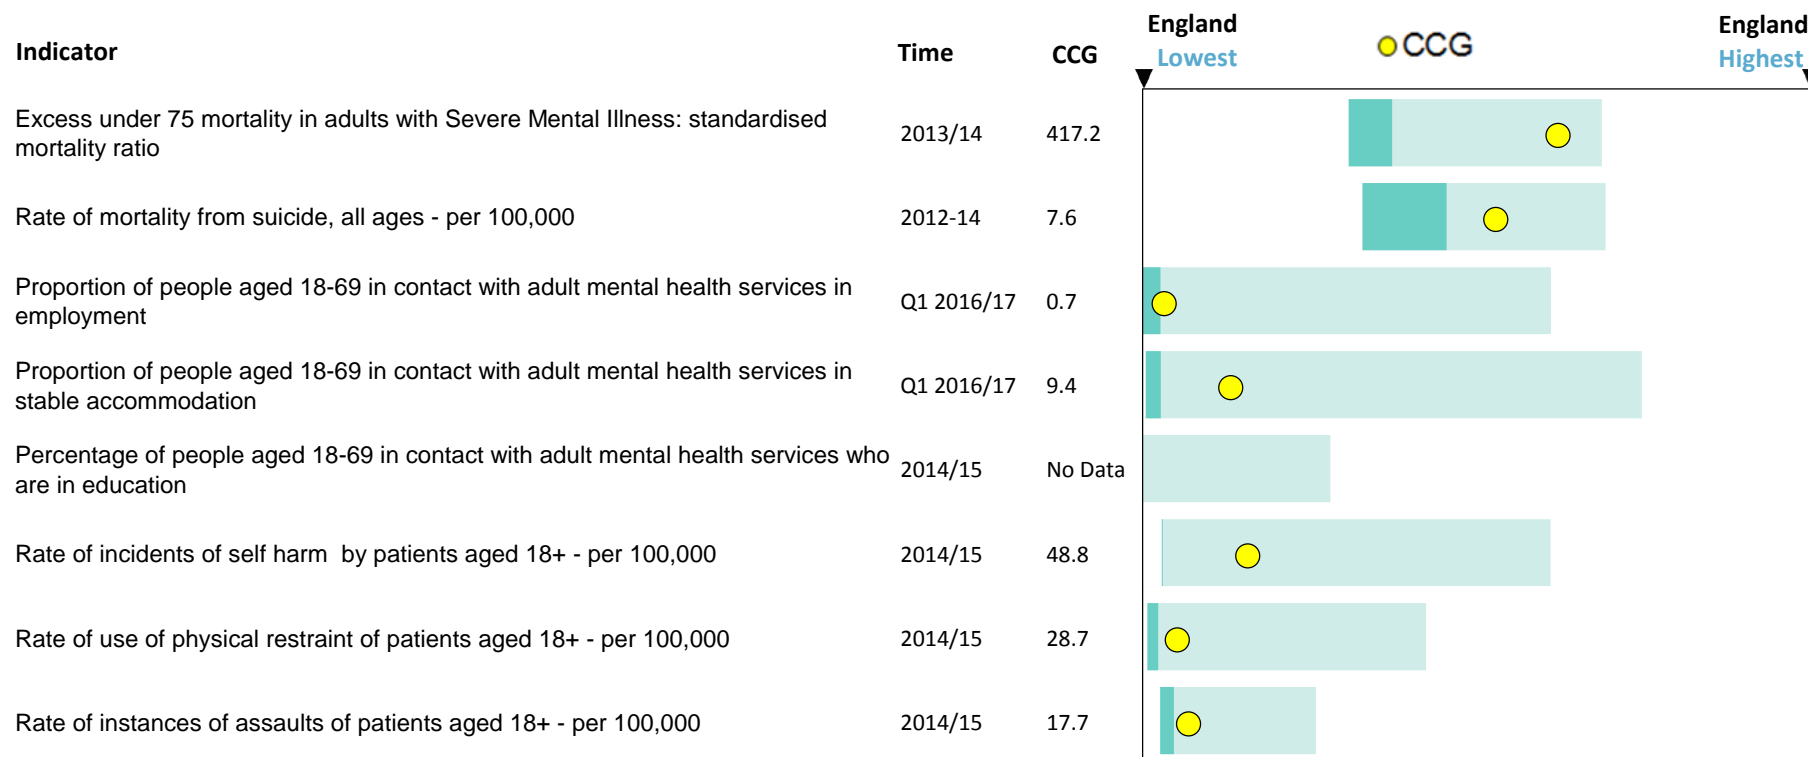 Indicator Time CCG England Lowest CCG England Highest
Excess under 75 mortality in adults with Severe Mental Illness: standardised
mortality ratio
2013/14 417.2
Rate of mortality from suicide, all ages - per 100,000 2012-14 7.6
Proportion of people aged 18-69 in contact with adult mental health services in
employment
Q1 2016/17 0.7
Proportion of people aged 18-69 in contact with adult mental health services in
stable accommodation
Q1 2016/17 9.4
Percentage of people aged 18-69 in contact with adult mental health services who
are in education
2014/15 No Data
Rate of incidents of self harm  by patients aged 18+ - per 100,000 2014/15 48.8
Rate of use of physical restraint of patients aged 18+ - per 100,000 2014/15 28.7
Rate of instances of assaults of patients aged 18+ - per 100,000 2014/15 17.7